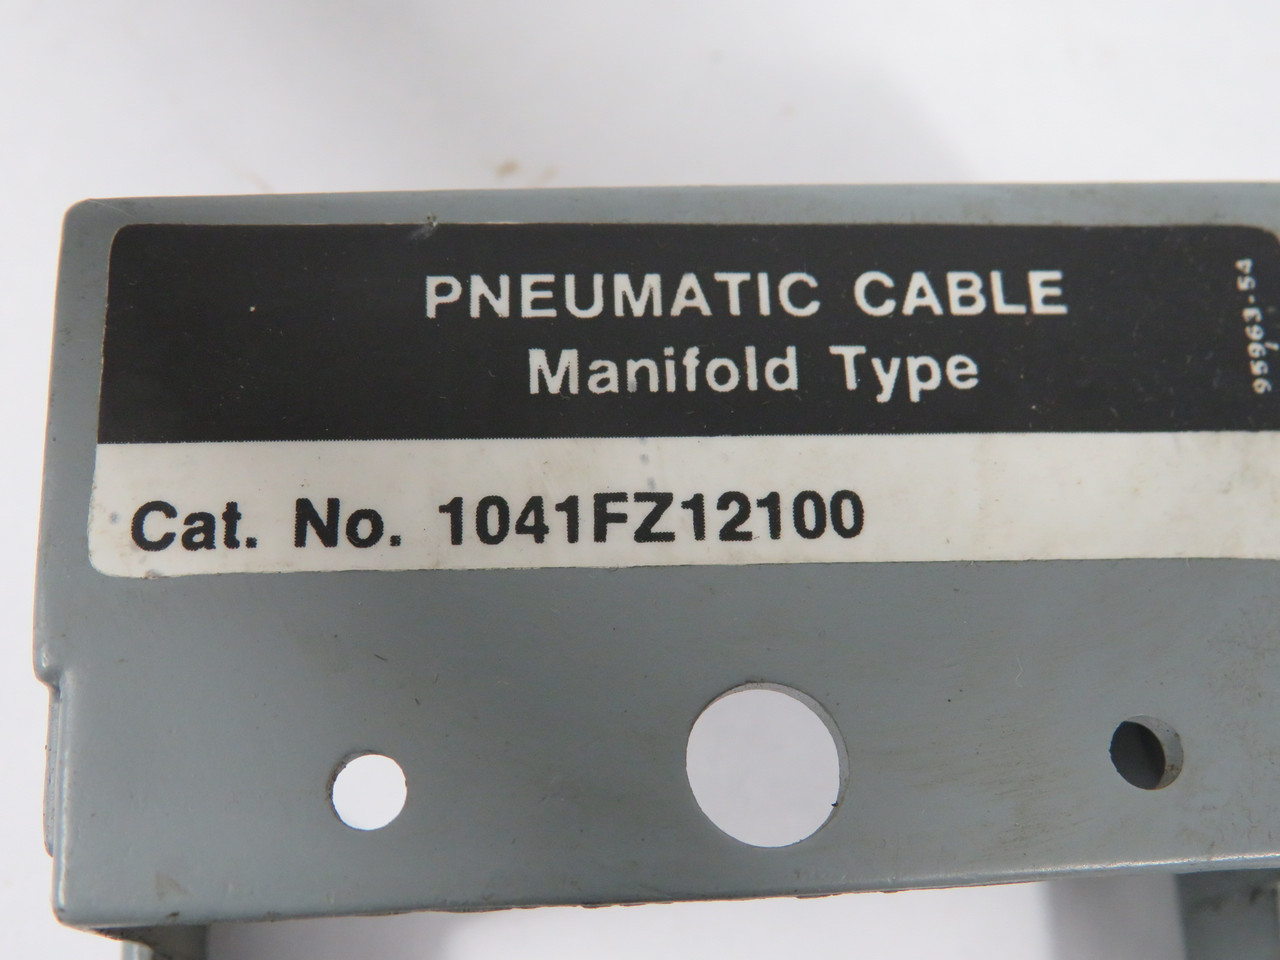 PNEUMATIC CABLE
Manifold Type
95963-54
Cat. No. 1041FZ12100